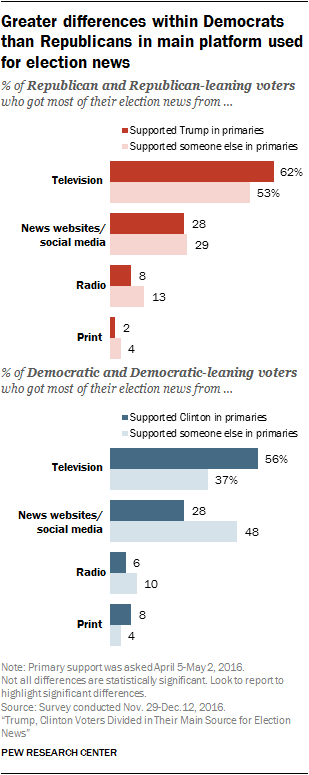 Greater differences within Democrats
than Republicans in main platform used
for election news
% of Republican and Republican-leaning voters
who got most of their election news from ...
Supported Trump in primaries
Supported someone else in primaries
Television
62%
53%
News websites/
social media
28
29
Radio
8
13
Print
2
4
% of Democratic and Democratic-leaning voters
who got most of their election news from ...
Supported Clinton in primaries
Supported someone else in primaries
Television
56%
37%
News websites/
social media
28
48
Radio
6
10
Print
8
4
Note: Primary support was asked April 5-May 2, 2016.
Not all differences are statistically significant. Look to report to
highlight significant differences.
Source: Survey conducted Nov. 29-Dec. 12, 2016.
"Trump, Clinton Voters Divided in Their Main Source for Election
News"
PEW RESEARCH CENTER